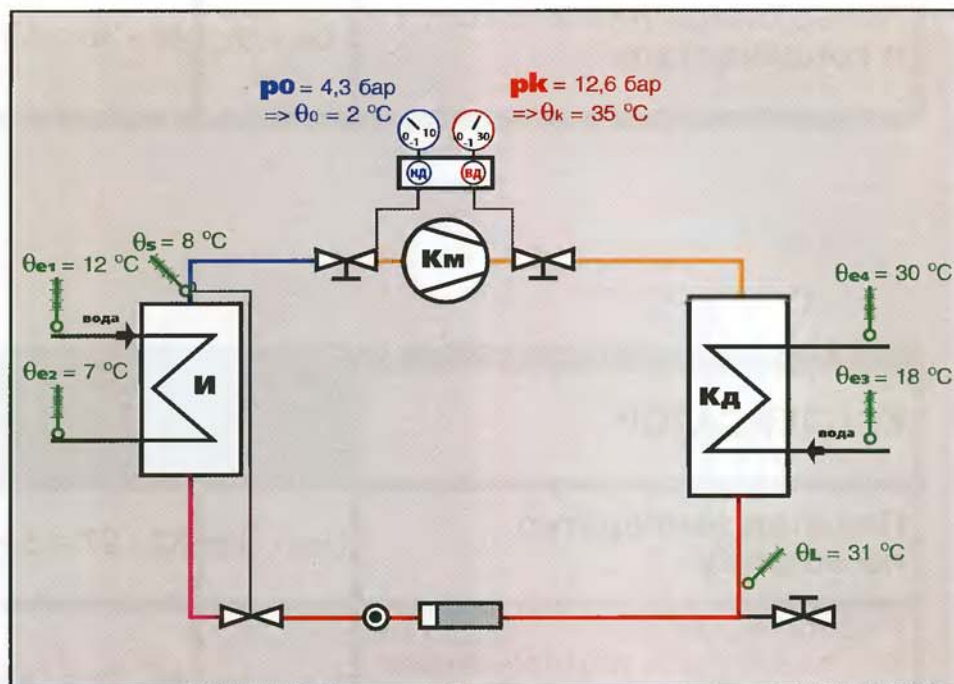 p0 = 4,3 бар
=> θ0 = 2 °C
pk = 12,6 бар
=> θk = 35 °C
0 10
-1
0 30
-1
НД
ВД
θs = 8 °C
θe1 = 12 °C
Км
θe4 = 30 °C
вода
θe2 = 7 °C
И
Кд
θe3 = 18 °C
вода
θL = 31 °C